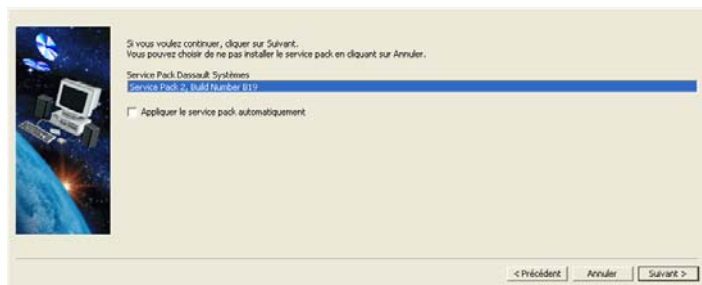 Si vous voulez continuer, cliquer sur Suivant.
Vous pouvez choisir de ne pas installer le service pack en cliquant sur Annuler.
Service Pack Dassault Systèmes
Service Pack 2, Build Number B19
Appliquer le service pack automatiquement
< Précédent
Annuler
Suivant >